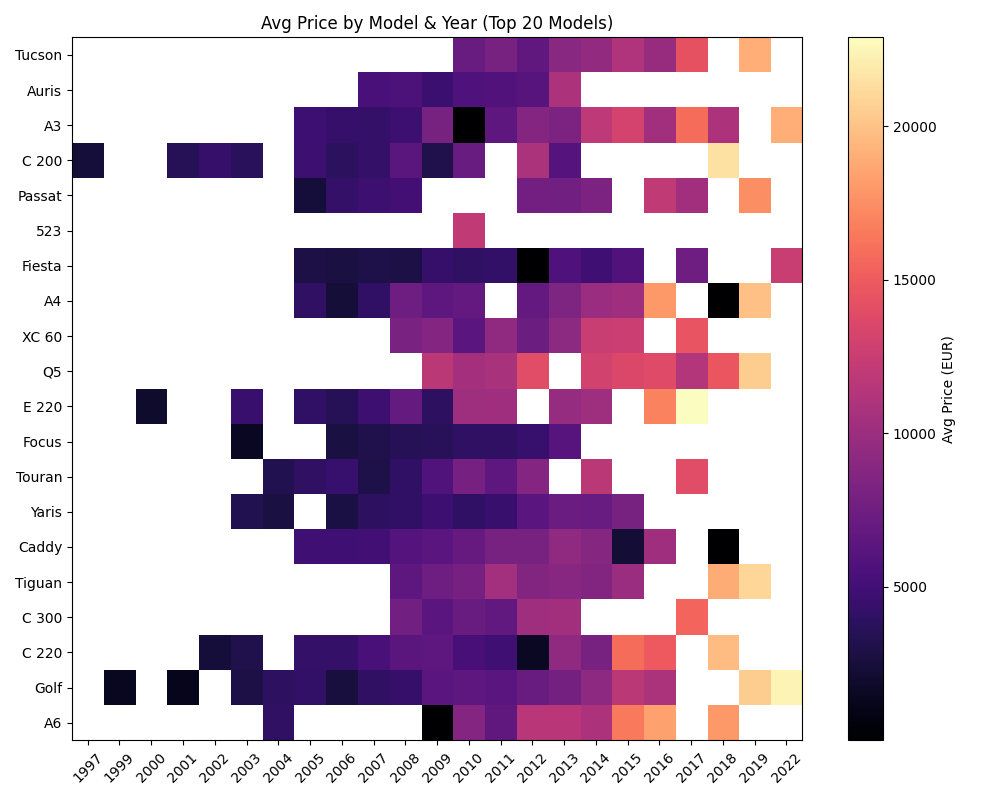 Avg Price by Model & Year (Top 20 Models)
Tucson
Auris
A3
C 200
Passat
523
Fiesta
A4
XC 60
Q5
E 220
Focus
Touran
Yaris
Caddy
Tiguan
C 300
C 220
Golf
A6
1997
1999
2000
2001
2002
2003
2004
2005
2006
2007
2008
2009
2010
2011
2012
2013
2014
2015
2016
2017
2018
2019
2022
20000
15000
10000
5000
Avg Price (EUR)